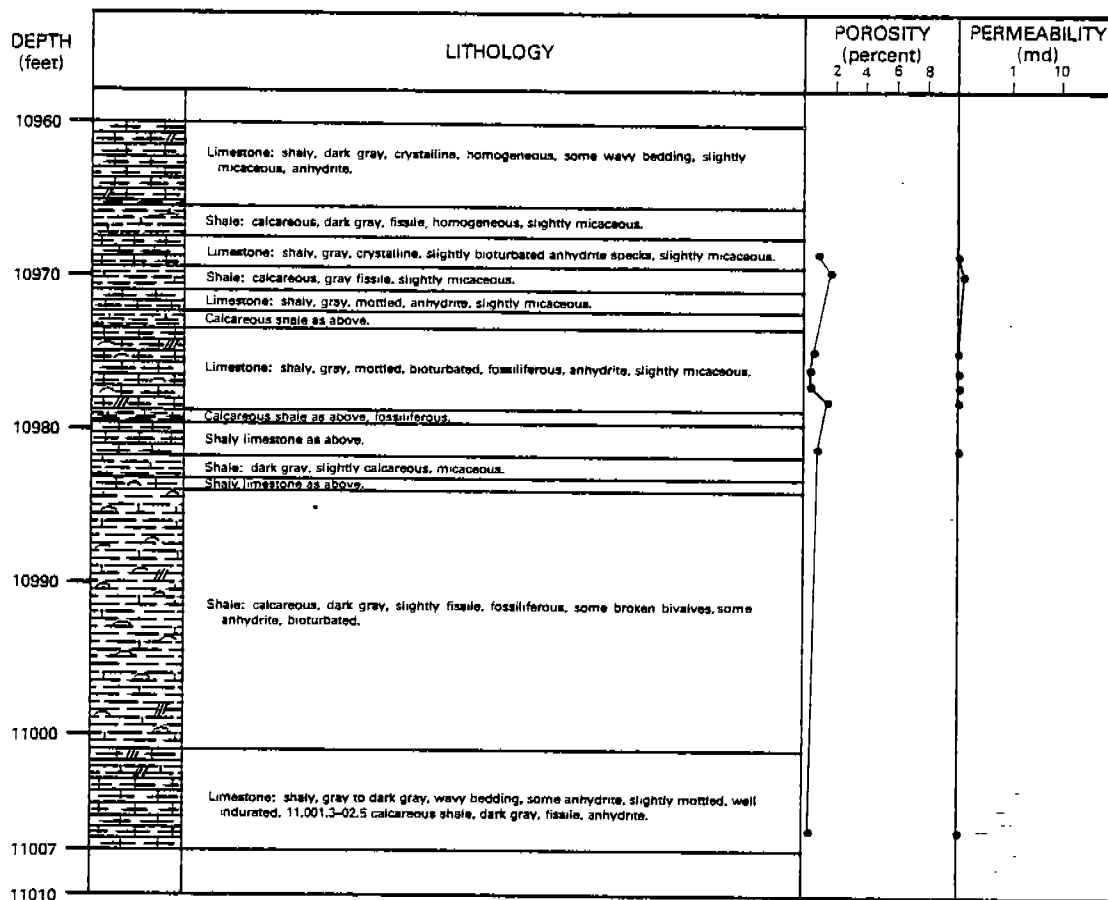 DEPTH
(feet)
LITHOLOGY
POROSITY
(percent)
2 4 6 8
PERMEABILITY
(md)
1 10
10960
Limestone: shaly, dark gray, crystalline, homogeneous, some wavy bedding, slightly
micaceous, anhydrite.
Shale: calcareous, dark gray, fissile, homogeneous, slightly micaceous.
Limestone: shaly, gray, crystalline, slightly bioturbated anhydrite specks, slightly micaceous.
10970
Shale: calcareous, gray fissile, slightly micaceous.
Limestone: shaly, gray, mottled, anhydrite, slightly micaceous.
Calcareous shale as above.
Limestone: shaly, gray, mottled, bioturbated, fossiliferous, anhydrite, slightly micaceous.
Calcareous shale as above, fossiliferous.
10980
Shaly limestone as above.
Shale: dark gray, slightly calcareous, micaceous.
Shaly limestone as above.
10990
Shale: calcareous, dark gray, slightly fissile, fossiliferous, some broken bivalves, some
anhydrite, bioturbated.
11000
Limestone: shaly, gray to dark gray, wavy bedding, some anhydrite, slightly mottled, well
indurated, 11,001.3–02.5 calcareous shale, dark gray, fissile, anhydrite.
11007
11010